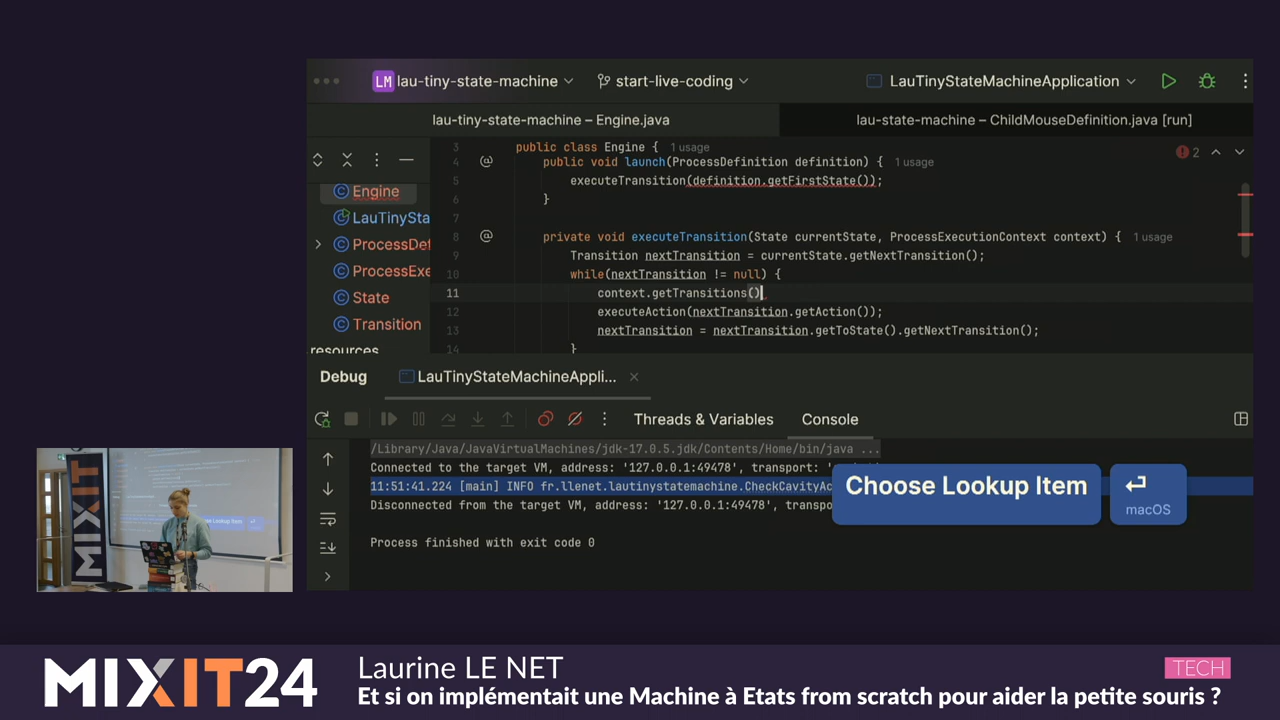 LM lau-tiny-state-machine start-live-coding LauTinyStateMachineApplication
lau-tiny-state-machine – Engine.java lau-state-machine – ChildMouseDefinition.java [run]
Engine
LauTinySta
ProcessDef
ProcessExe
State
Transition
resources
3 public class Engine { 1 usage
4 @ public void launch(ProcessDefinition definition) { 1 usage
5 executeTransition(definition.getFirstState());
6 }
7
8 @ private void executeTransition(State currentState, ProcessExecutionContext context) { 1 usage
9 Transition nextTransition = currentState.getNextTransition();
10 while(nextTransition != null) {
11 context.getTransitions()
12 executeAction(nextTransition.getAction());
13 nextTransition = nextTransition.getToState().getNextTransition();
14 }
2
Debug LauTinyStateMachineAppli...
Threads & Variables Console
/Library/Java/JavaVirtualMachines/jdk-17.0.5.jdk/Contents/Home/bin/java ...
Connected to the target VM, address: '127.0.0.1:49478', transport: '
11:51:41.224 [main] INFO fr.llenet.lautinystatemachine.CheckCavityAc
Disconnected from the target VM, address: '127.0.0.1:49478', transpo
Process finished with exit code 0
Choose Lookup Item
macOS
MIXIT
MIXIT24
Laurine LE NET
TECH
Et si on implémentait une Machine à Etats from scratch pour aider la petite souris ?